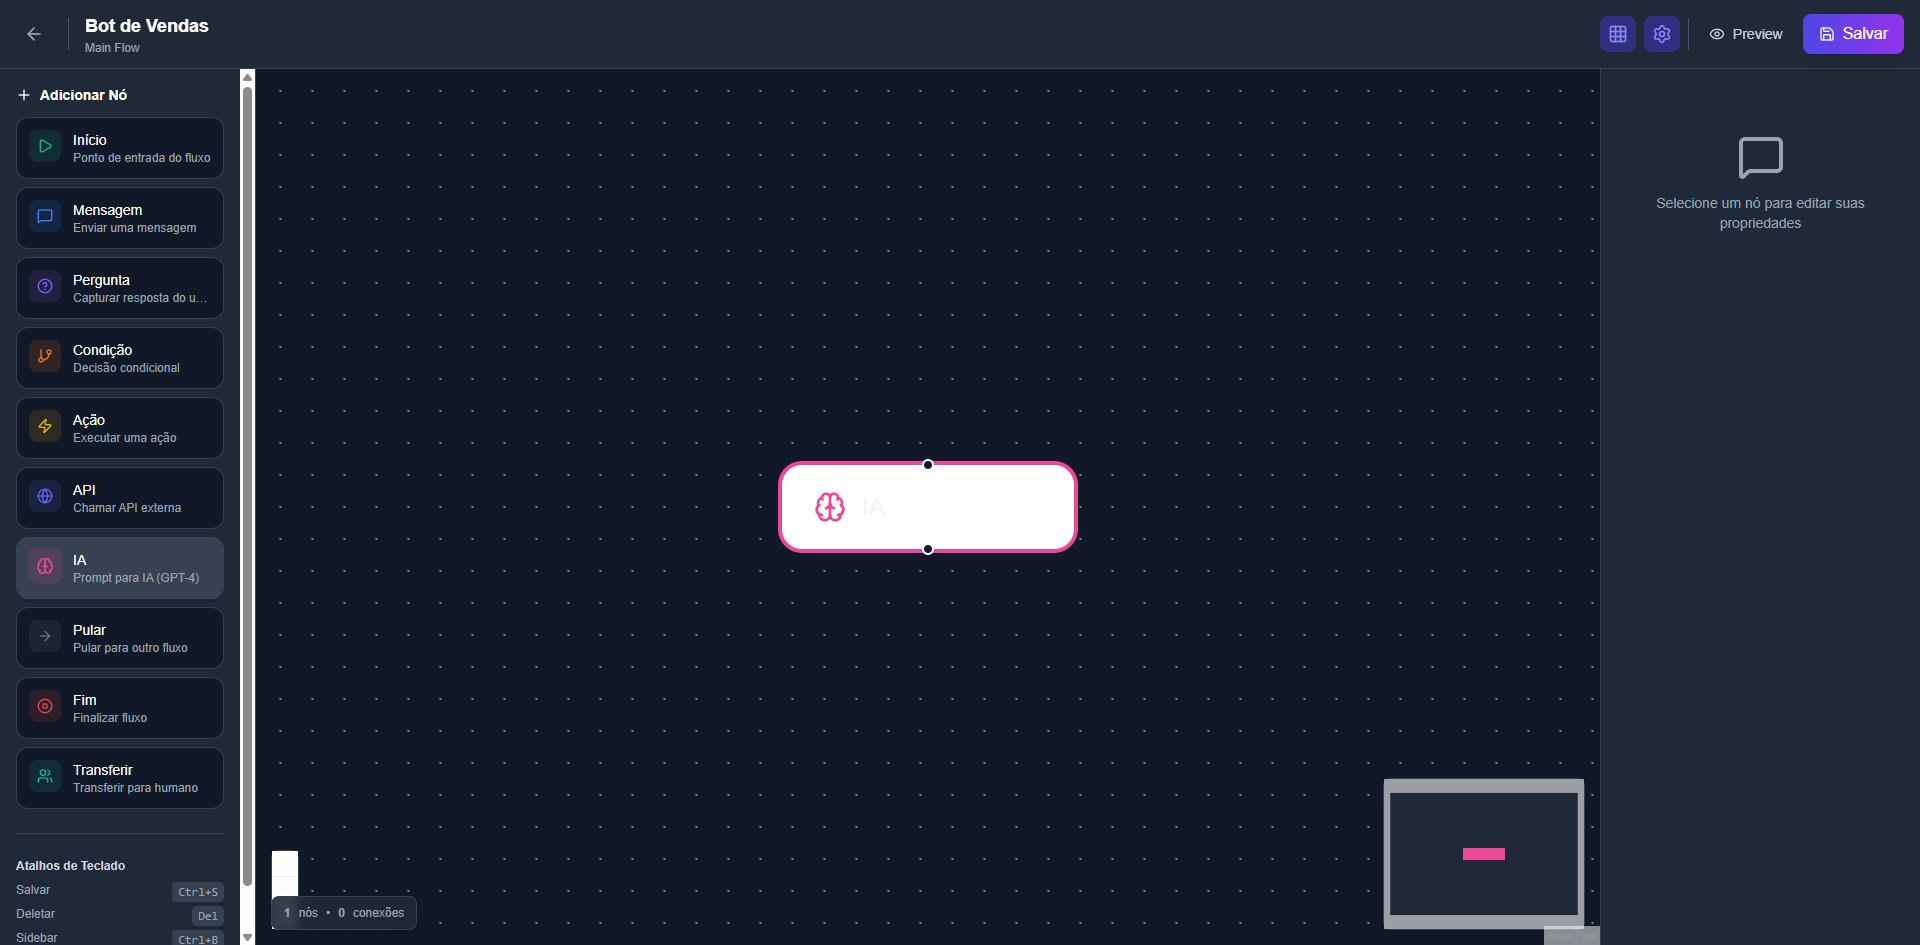 Bot de Vendas
Main Flow
Preview
Salvar
Adicionar Nó
Início
Ponto de entrada do fluxo
Mensagem
Enviar uma mensagem
Pergunta
Capturar resposta do u...
Condição
Decisão condicional
Ação
Executar uma ação
API
Chamar API externa
IA
Prompt para IA (GPT-4)
Pular
Pular para outro fluxo
Fim
Finalizar fluxo
Transferir
Transferir para humano
Atalhos de Teclado
Salvar Ctrl+S
Deletar Del
Sidebar Ctrl+B
IA
1 nós • 0 conexões
React Flow
Selecione um nó para editar suas
propriedades